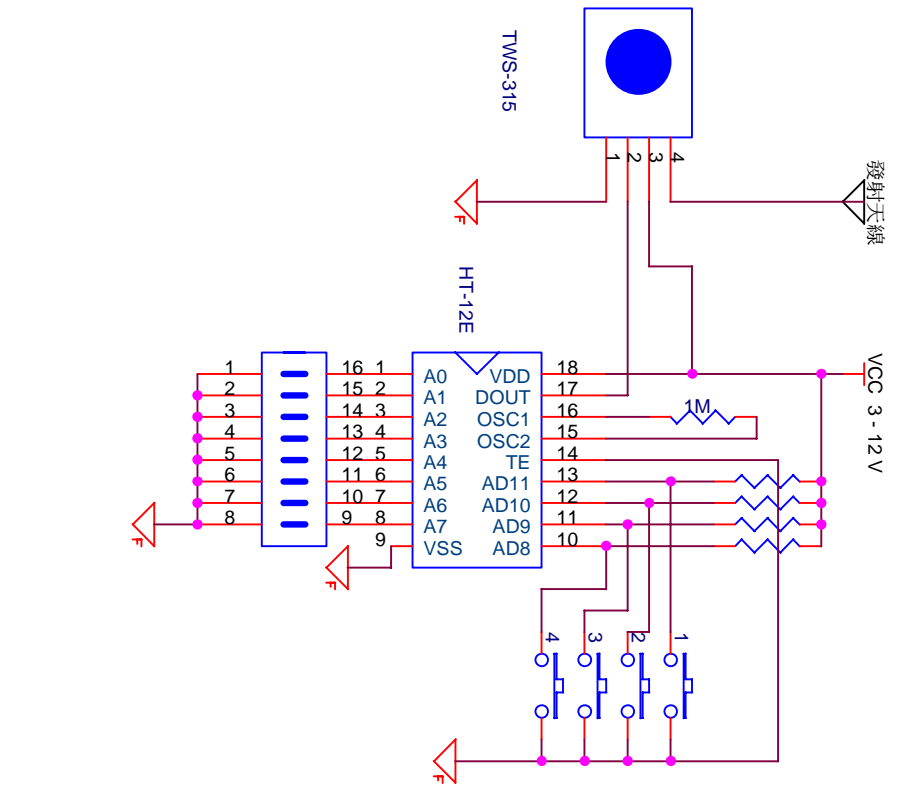 TWS-315
1 2 3 4
發射天線
F
HT-12E
VCC 3 - 12 V
1 16 1 A0 VDD 18
2 15 2 A1 DOUT 17
3 14 3 A2 OSC1 16 1M
4 13 4 A3 OSC2 15
5 12 5 A4 TE 14
6 11 6 A5 AD11 13
7 10 7 A6 AD10 12
8 9 8 A7 AD9 11
9 VSS AD8 10
F
F
4 3 2 1
F